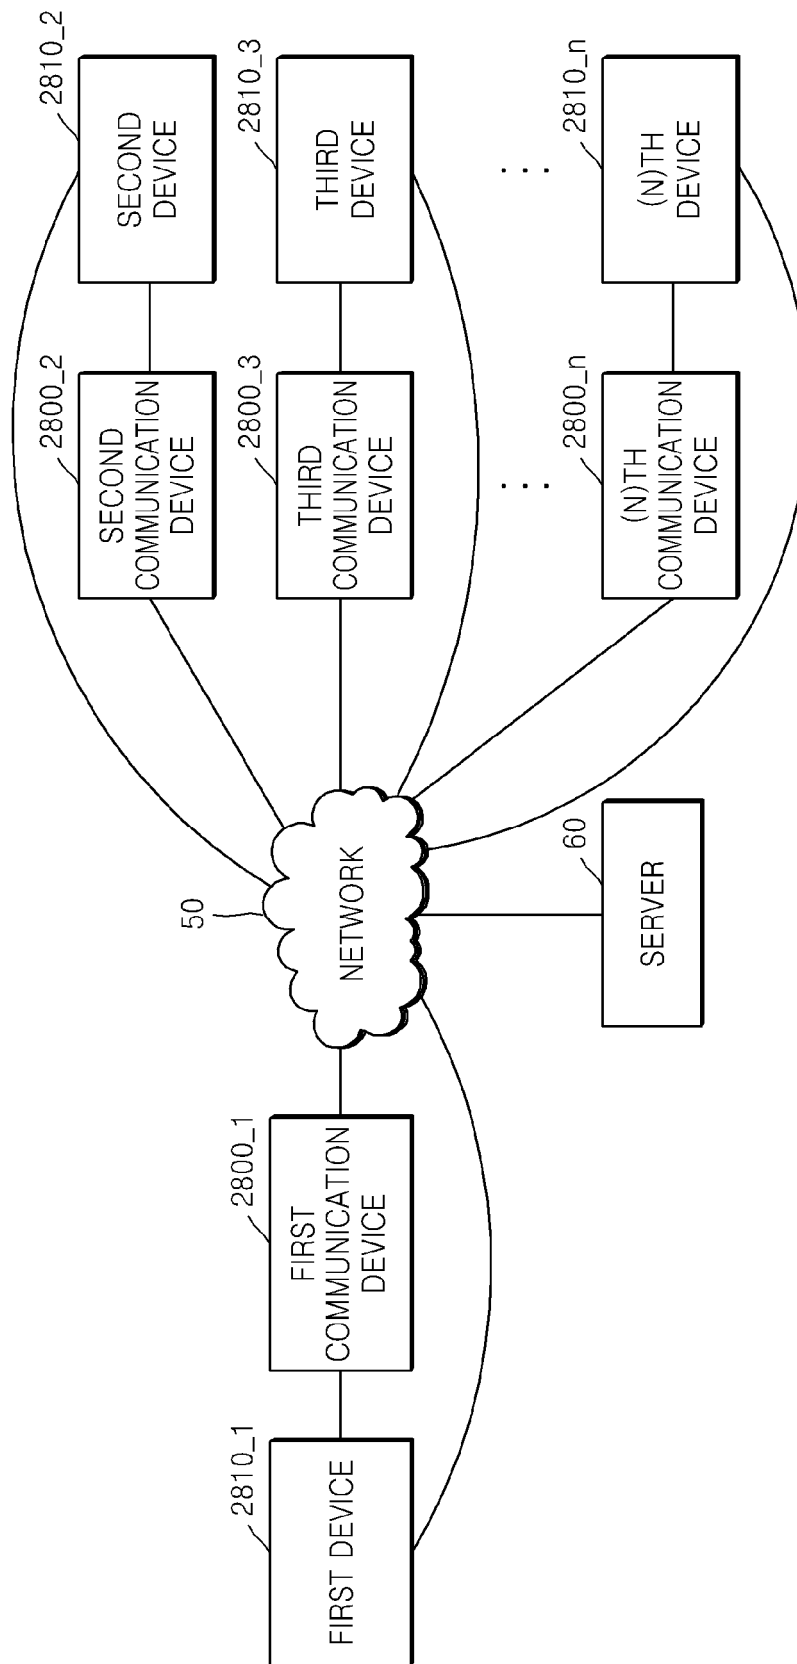 2810_2
SECOND
DEVICE
2800_2
SECOND
COMMUNICATION
DEVICE
2810_3
THIRD
DEVICE
2800_3
THIRD
COMMUNICATION
DEVICE
. . .
. . .
2810_n
(N)TH
DEVICE
2800_n
(N)TH
COMMUNICATION
DEVICE
50
NETWORK
60
SERVER
2800_1
FIRST
COMMUNICATION
DEVICE
2810_1
FIRST DEVICE